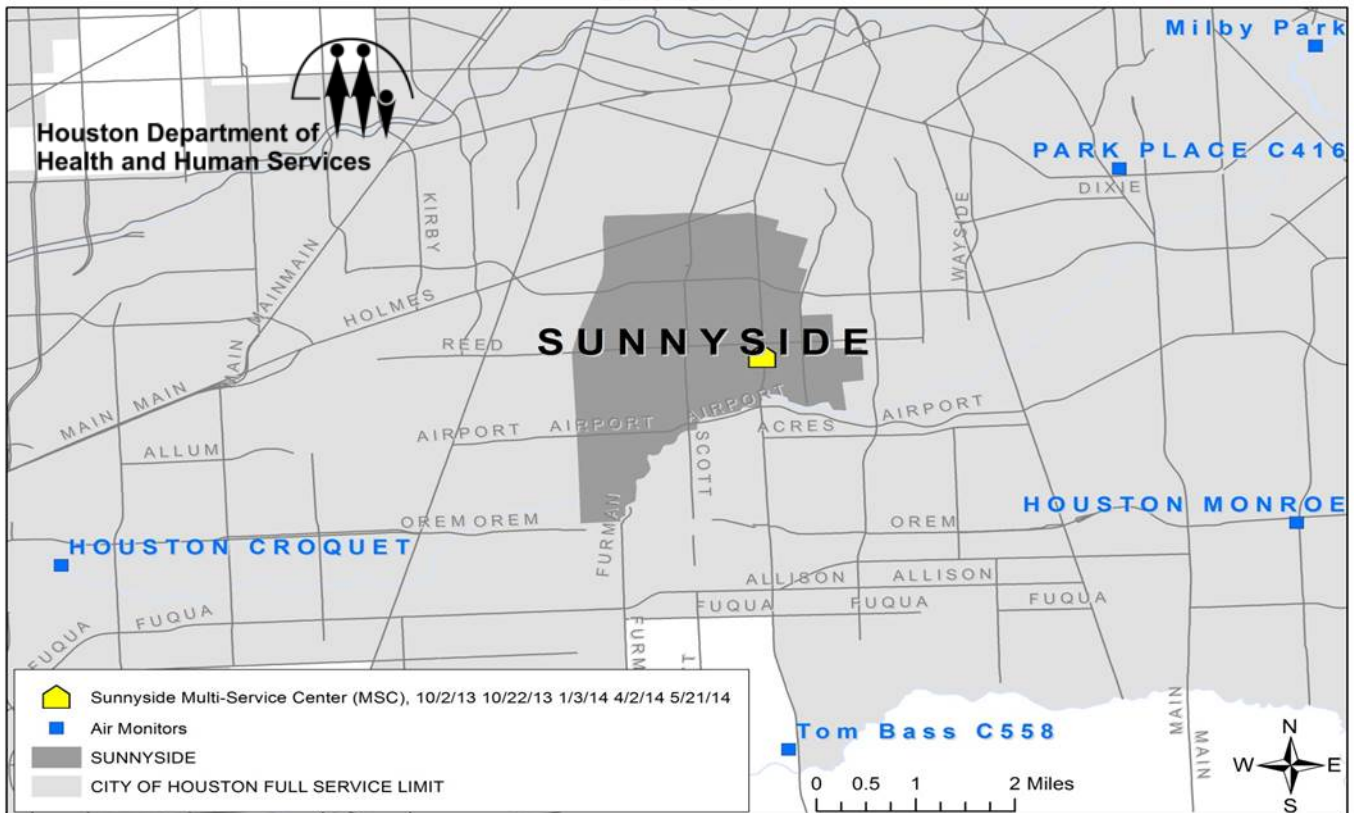 Milby Park
Houston Department of
Health and Human Services
PARK PLACE C416
DIXIE
KIRBY
WAYSIDE
MAIN
MAIN
HOLMES
REED
SUNNYSIDE
MAIN
MAIN
MAIN
AIRPORT
AIRPORT
AIRPORT
AIRPORT
ACRES
ALLUM
SCOTT
HOUSTON MONROE
OREM
OREM
OREM
HOUSTON CROQUET
FURMAN
ALLISON
ALLISON
FUQUA
FUQUA
FUQUA
FUQUA
FUQUA
FURM
TT
Sunnyside Multi-Service Center (MSC), 10/2/13 10/22/13 1/3/14 4/2/14 5/21/14
Air Monitors
SUNNYSIDE
CITY OF HOUSTON FULL SERVICE LIMIT
Tom Bass C558
MAIN
MAIN
0 0.5 1 2 Miles
N
W E
S